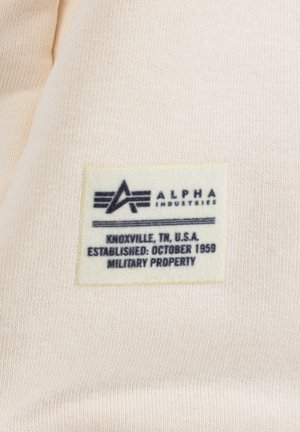 ALPHA
INDUSTRIES
KNOXVILLE, TN, U.S.A.
ESTABLISHED: OCTOBER 1959
MILITARY PROPERTY